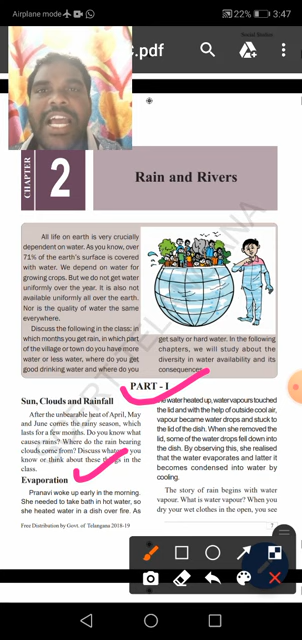 Airplane mode
22% 3:47
Social Studies
.pdf
CHAPTER
2
Rain and Rivers
All life on earth is very crucially
dependent on water. As you know, over
71% of the earth's surface is covered
with water. We depend on water for
growing crops. But we do not get water
uniformly over the year. It is also not
available uniformally all over the earth.
Nor is the quality of water the same
everywhere.
Discuss the following in the class: in
which months you get rain, in which part
of the village or town do you have more
water or less water, where do you get
good drinking water and where do you
get salty or hard water. In the following
chapters, we will study about the
diversity in water availability and its
consequences.
PART - I
Sun, Clouds and Rainfall
After the unbearable heat of April, May
and June comes the rainy season, which
lasts for a few months. Do you know what
causes rains? Where do the rain bearing
clouds come from? Discuss what you
know or think about these things in the
class.
Evaporation
Pranavi woke up early in the morning.
She needed to take bath in hot water, so
she heated water in a dish over fire. As
the water heated up, water vapours touched
the lid and with the help of outside cool air,
vapour became water drops and stuck to
the lid of the dish. When she removed the
lid, some of the water drops fell down into
the dish. By observing this, she realised
that the water evaporates and latter it
becomes condensed into water by
cooling.
The story of rain begins with water
vapour. What is water vapour? When you
dry your wet clothes in the open, you see
Free Distribution by Govt. of Telangana 2018-19
TELANGANA